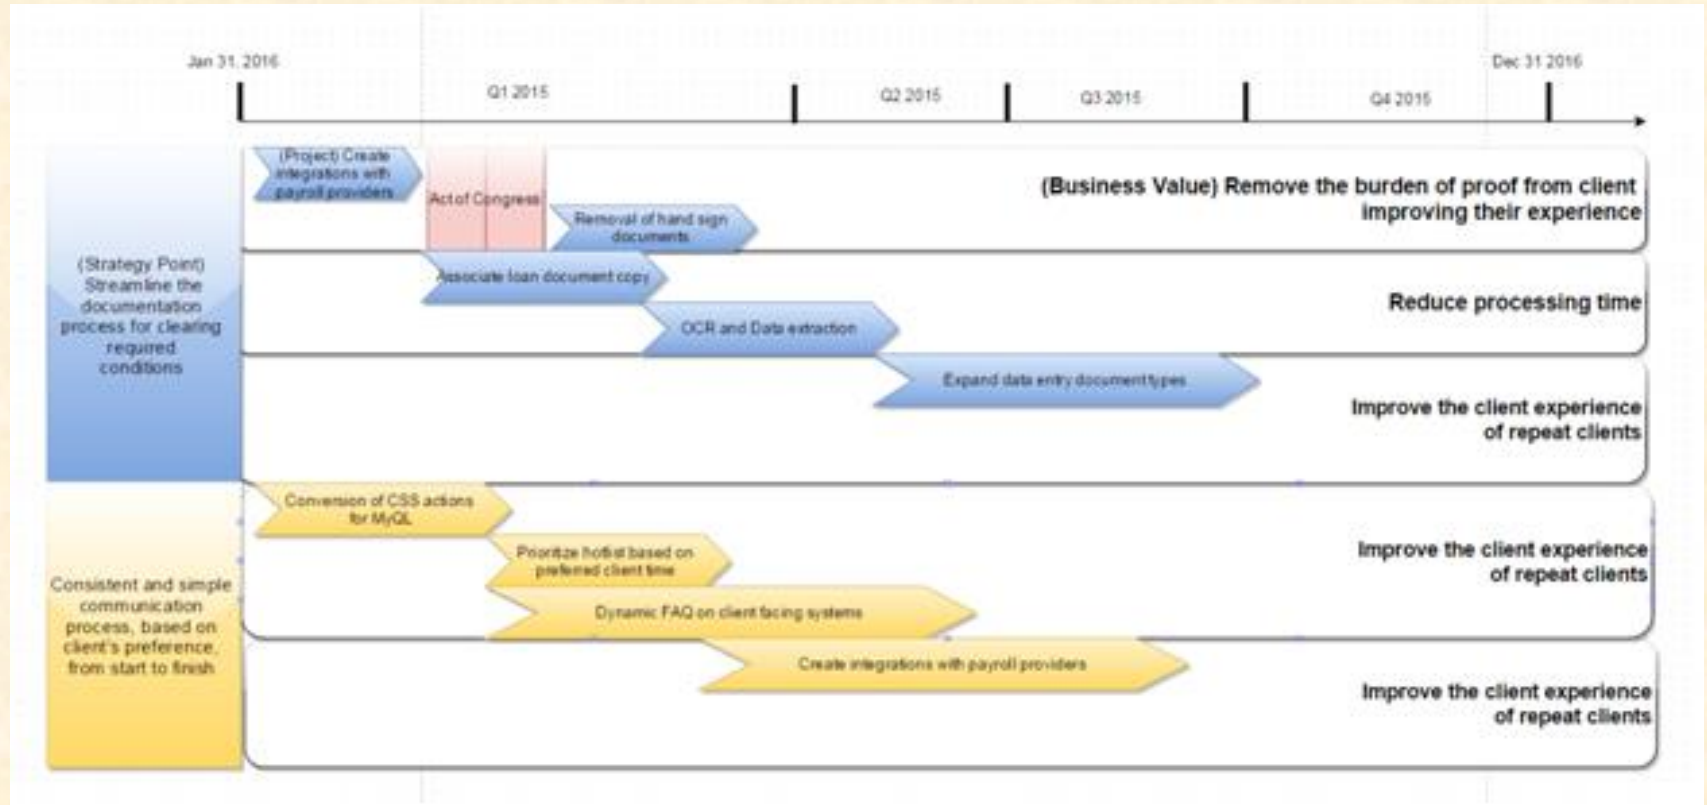 Jan 31, 2016
Dec 31 2016
Q1 2015
Q2 2015
Q3 2015
Q4 2015
(Project) Create
integrations with
payroll providers
Act of Congress
Removal of hand sign
documents
(Business Value) Remove the burden of proof from client
improving their experience
(Strategy Point)
Streamline the
documentation
process for clearing
required
conditions
Associate loan document copy
OCR and Data extraction
Reduce processing time
Expand data entry document types
Improve the client experience
of repeat clients
Conversion of CSS actions
for MyQL
Prioritize hotlist based on
preferred client time
Dynamic FAQ on client facing systems
Improve the client experience
of repeat clients
Consistent and simple
communication
process, based on
client's preference,
from start to finish
Create integrations with payroll providers
Improve the client experience
of repeat clients